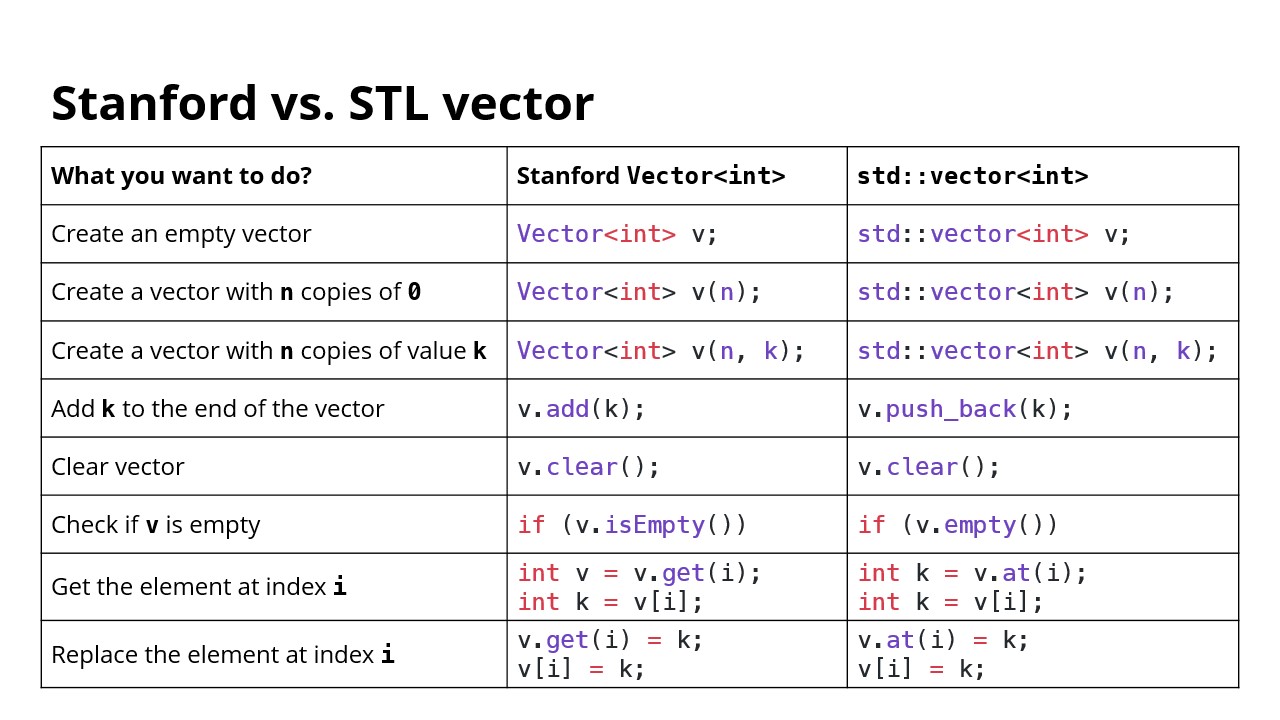 Stanford vs. STL vector
What you want to do?
Stanford Vector<int>
std::vector<int>
Create an empty vector
Vector<int> v;
std::vector<int> v;
Create a vector with n copies of 0
Vector<int> v(n);
std::vector<int> v(n);
Create a vector with n copies of value k
Vector<int> v(n, k);
std::vector<int> v(n, k);
Add k to the end of the vector
v.add(k);
v.push_back(k);
Clear vector
v.clear();
v.clear();
Check if v is empty
if (v.isEmpty())
if (v.empty())
Get the element at index i
int v = v.get(i);
int k = v[i];
int k = v.at(i);
int k = v[i];
Replace the element at index i
v.get(i) = k;
v[i] = k;
v.at(i) = k;
v[i] = k;